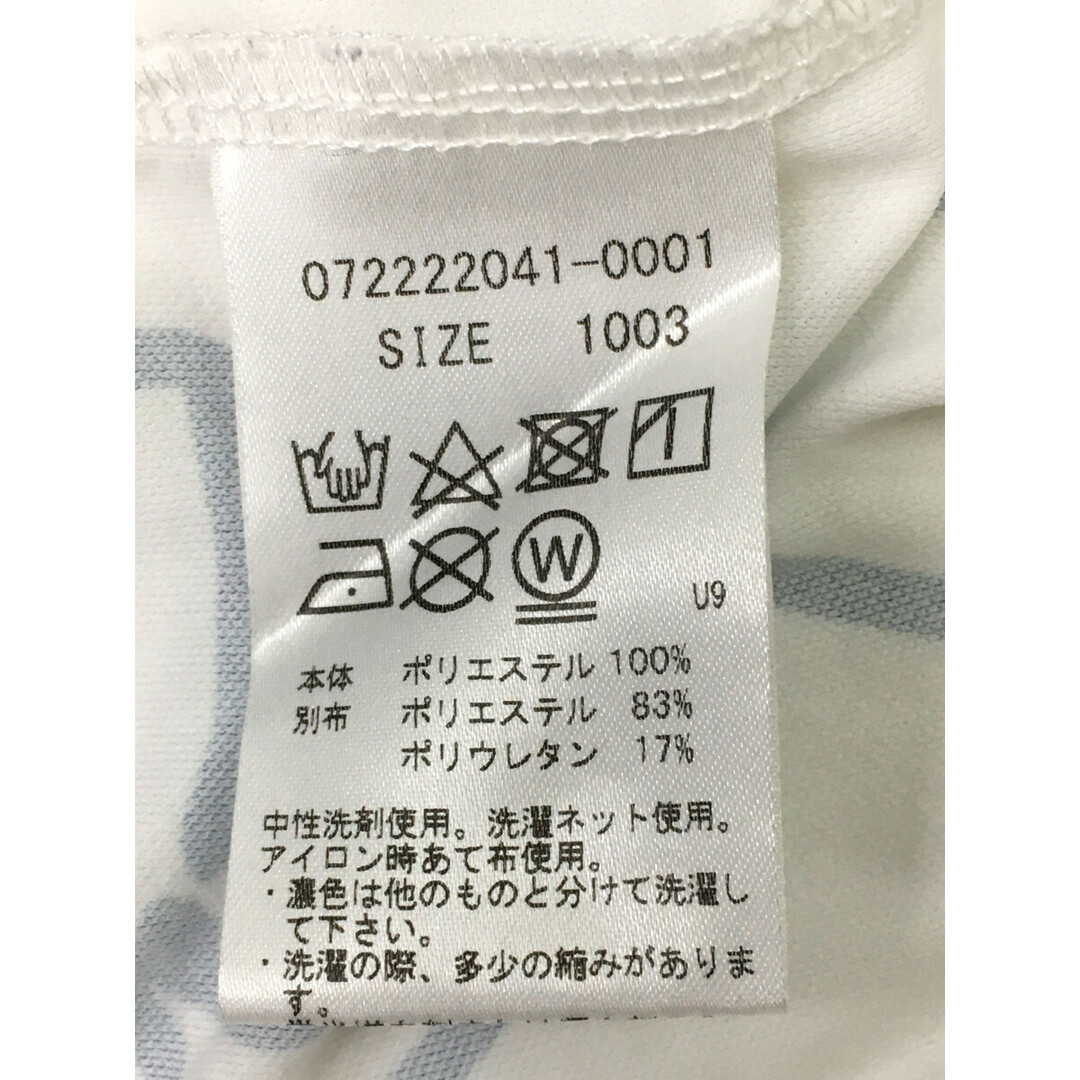 072222041-0001
SIZE 1003
W
U9
本体 ポリエステル 100%
別布 ポリエステル 83%
ポリウレタン 17%
中性洗剤使用。洗濯ネット使用。
アイロン時あて布使用。
・濃色は他のものと分けて洗濯し
て下さい。
・洗濯の際、多少の縮みがありま
す。